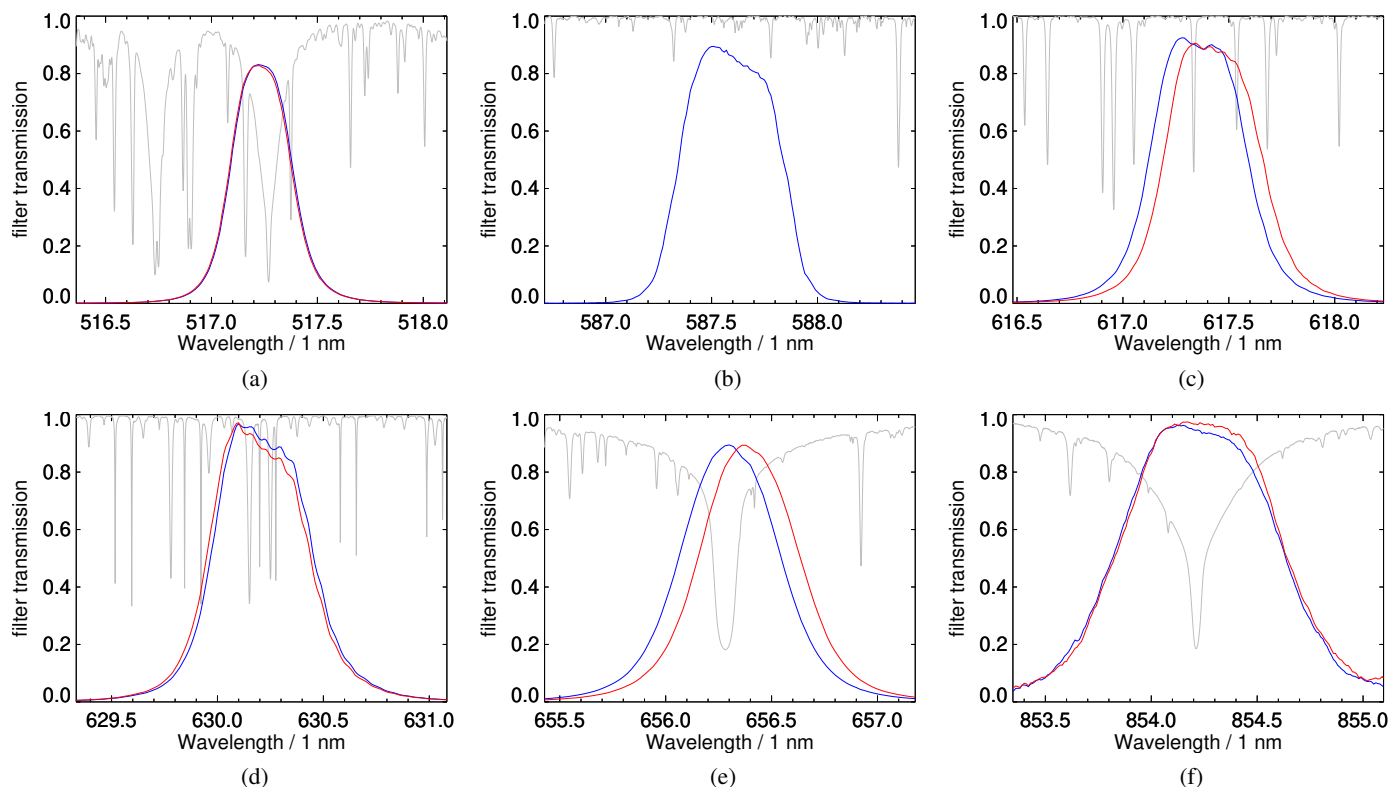 1.0
0.8
0.6
0.4
0.2
0.0
filter transmission
516.5 517.0 517.5 518.0
Wavelength / 1 nm
(a)
1.0
0.8
0.6
0.4
0.2
0.0
filter transmission
587.0 587.5 588.0
Wavelength / 1 nm
(b)
1.0
0.8
0.6
0.4
0.2
0.0
filter transmission
616.5 617.0 617.5 618.0
Wavelength / 1 nm
(c)
1.0
0.8
0.6
0.4
0.2
0.0
filter transmission
629.5 630.0 630.5 631.0
Wavelength / 1 nm
(d)
1.0
0.8
0.6
0.4
0.2
0.0
filter transmission
655.5 656.0 656.5 657.0
Wavelength / 1 nm
(e)
1.0
0.8
0.6
0.4
0.2
0.0
filter transmission
853.5 854.0 854.5 855.0
Wavelength / 1 nm
(f)